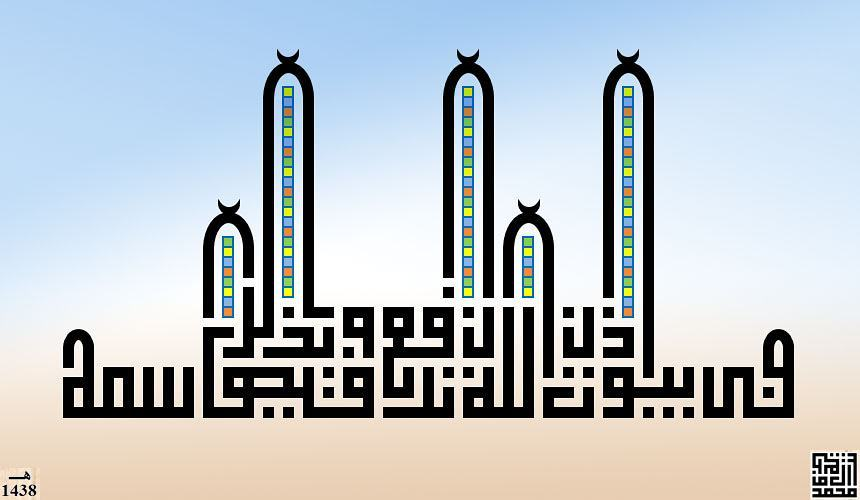 في بيوت أذن الله أن ترفع ويذكر فيها اسمه
هـ
1438